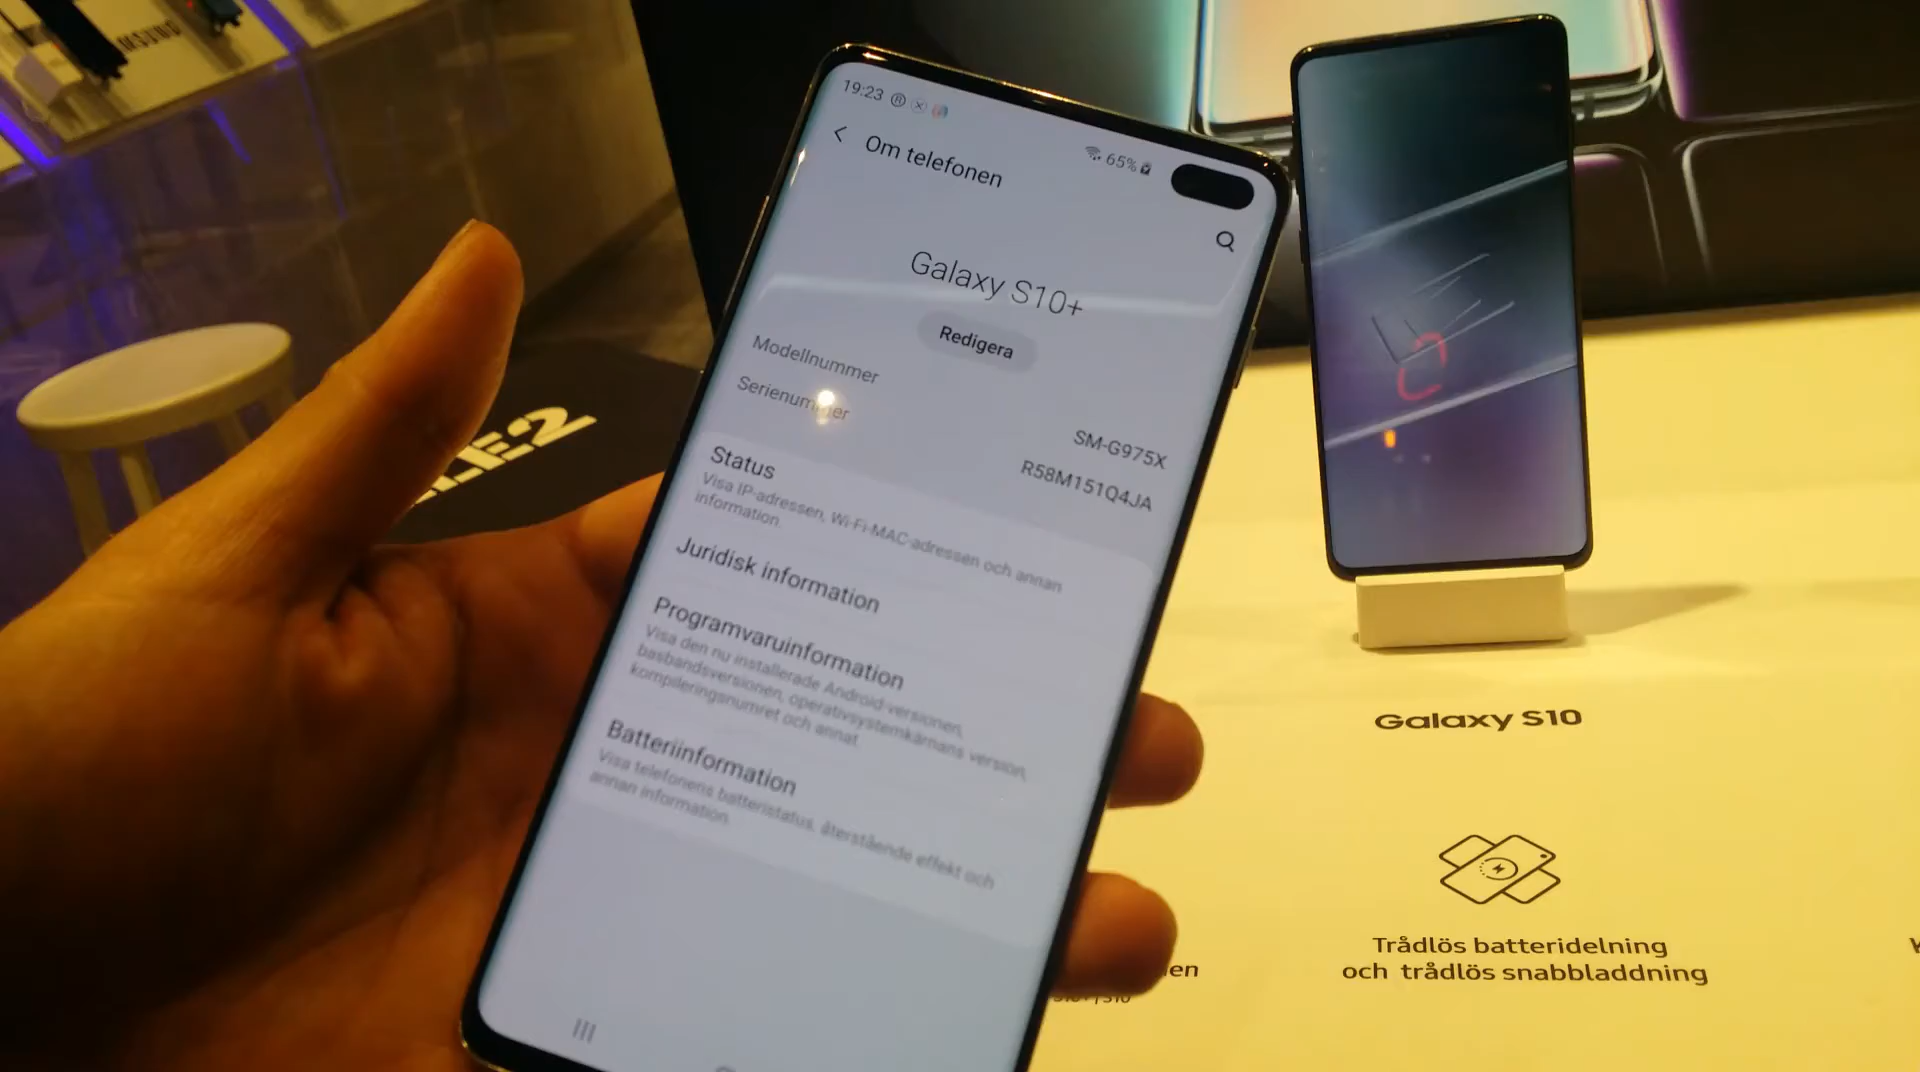 19:23
65%
Om telefonen
Galaxy S10+
Redigera
Modellnummer
SM-G975X
Serienummer
R58M151Q4JA
Status
Visa IP-adressen, Wi-Fi-MAC-adressen och annan
information.
Juridisk information
Programvaruinformation
Visa den nu installerade Android-versionen,
basbandsversionen, operativsystemkärnans version,
kompileringsnumret och annat.
Batteriinformation
Visa telefonens batteristatus, återstående effekt och
annan information.
Galaxy S10
Trådlös batteridelning
och trådlös snabbladdning